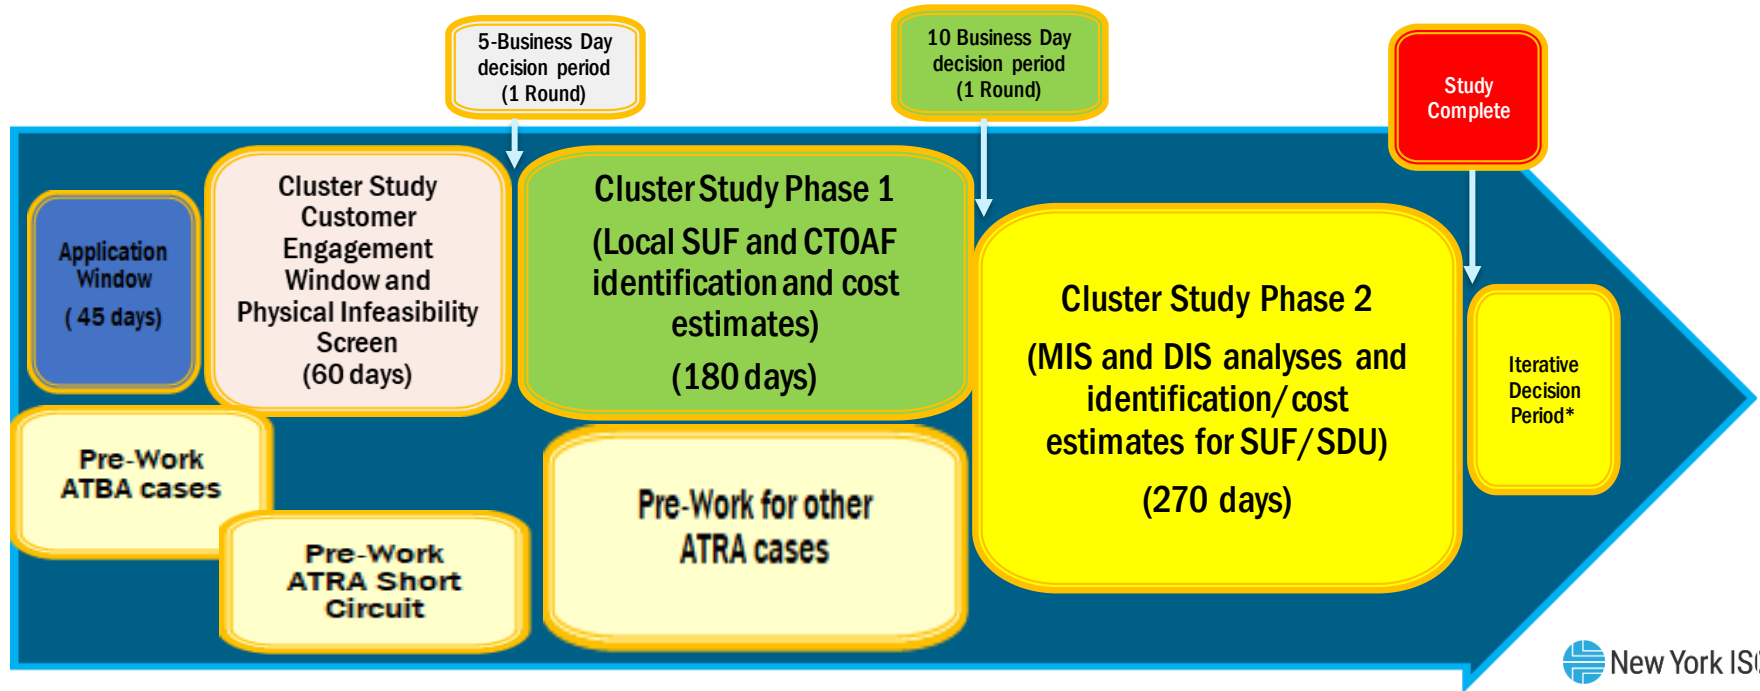 5-Business Day
decision period
(1 Round)
10 Business Day
decision period
(1 Round)
Study
Complete
Application
Window
( 45 days)
Cluster Study
Customer
Engagement
Window and
Physical Infeasibility
Screen
(60 days)
Cluster Study Phase 1
(Local SUF and CTOAF
identification and cost
estimates)
(180 days)
Cluster Study Phase 2
(MIS and DIS analyses and
identification/cost
estimates for SUF/SDU)
(270 days)
Iterative
Decision
Period*
Pre-Work
ATBA cases
Pre-Work
ATRA Short
Circuit
Pre-Work for other
ATRA cases
New York ISO